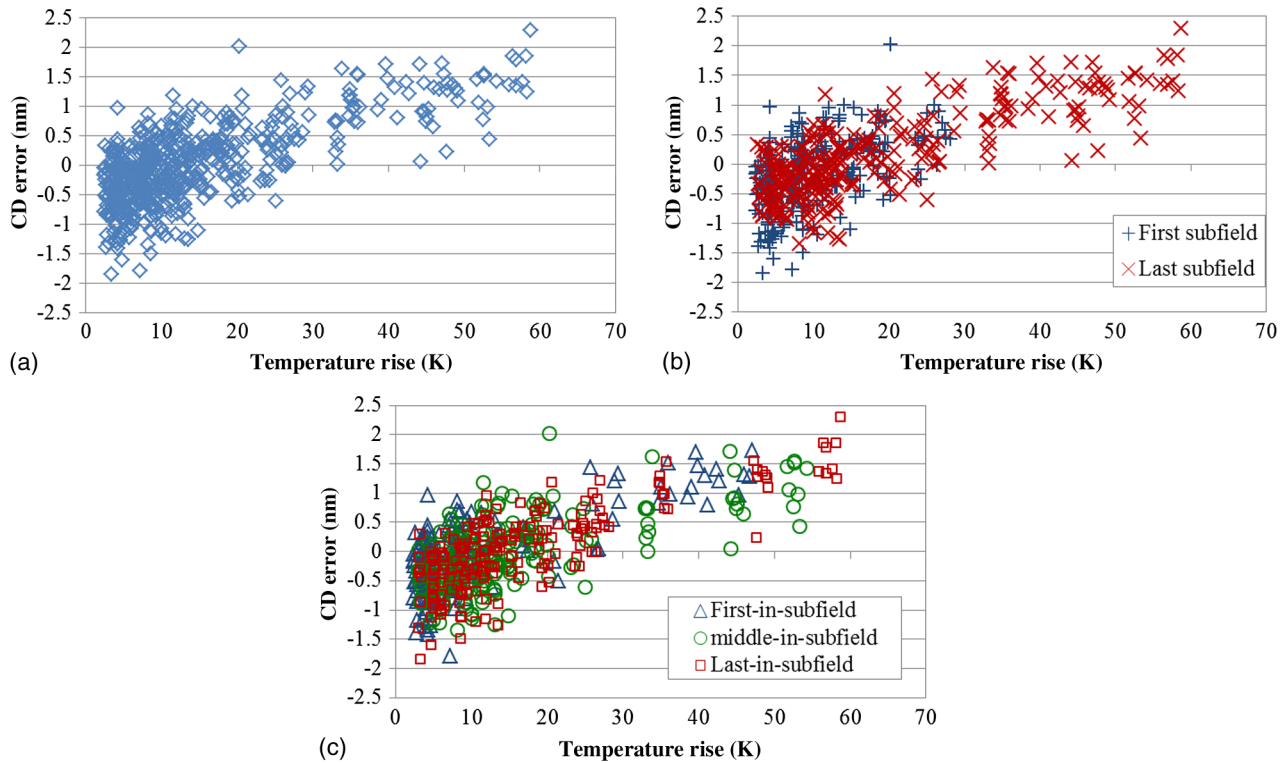 2.5
2
1.5
1
0.5
0
-0.5
-1
-1.5
-2
-2.5
CD error (nm)
0 10 20 30 40 50 60 70
Temperature rise (K)
(a)
2.5
2
1.5
1
0.5
0
-0.5
-1
-1.5
-2
-2.5
CD error (nm)
First subfield
Last subfield
0 10 20 30 40 50 60 70
Temperature rise (K)
(b)
2.5
2
1.5
1
0.5
0
-0.5
-1
-1.5
-2
-2.5
CD error (nm)
First-in-subfield
middle-in-subfield
Last-in-subfield
0 10 20 30 40 50 60 70
Temperature rise (K)
(c)